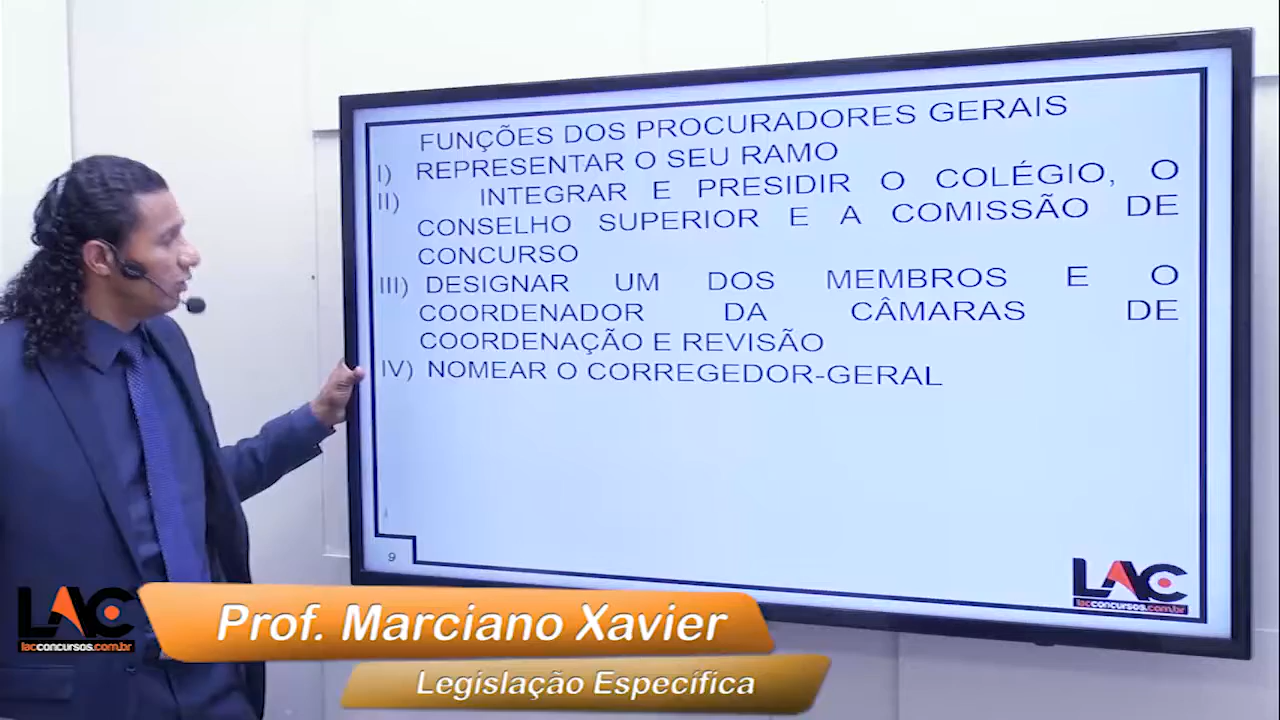 FUNÇÕES DOS PROCURADORES GERAIS
I) REPRESENTAR O SEU RAMO
II) INTEGRAR E PRESIDIR O COLÉGIO, O
CONSELHO SUPERIOR E A COMISSÃO DE
CONCURSO
III) DESIGNAR UM DOS MEMBROS E O
COORDENADOR DA CÂMARAS DE
COORDENAÇÃO E REVISÃO
IV) NOMEAR O CORREGEDOR-GERAL
9
LAC
lacconcursos.com.br
LAC
lacconcursos.com.br
Prof. Marciano Xavier
Legislação Específica